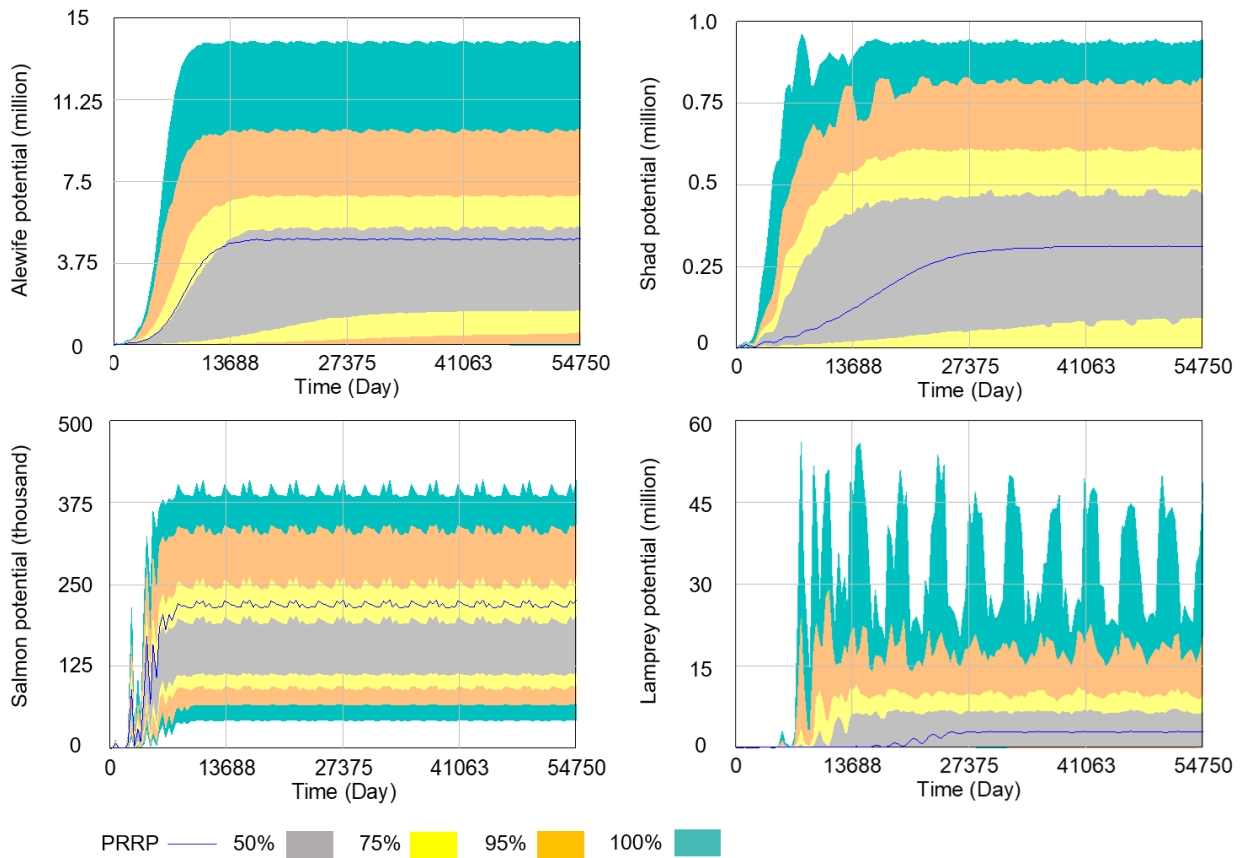 Alewife potential (million)
15
11.25
7.5
3.75
0
0 13688 27375 41063 54750
Time (Day)
Shad potential (million)
1.0
0.75
0.5
0.25
0
0 13688 27375 41063 54750
Time (Day)
Salmon potential (thousand)
500
375
250
125
0
0 13688 27375 41063 54750
Time (Day)
Lamprey potential (million)
60
45
30
15
0
0 13688 27375 41063 54750
Time (Day)
PRRP 50% 75% 95% 100%